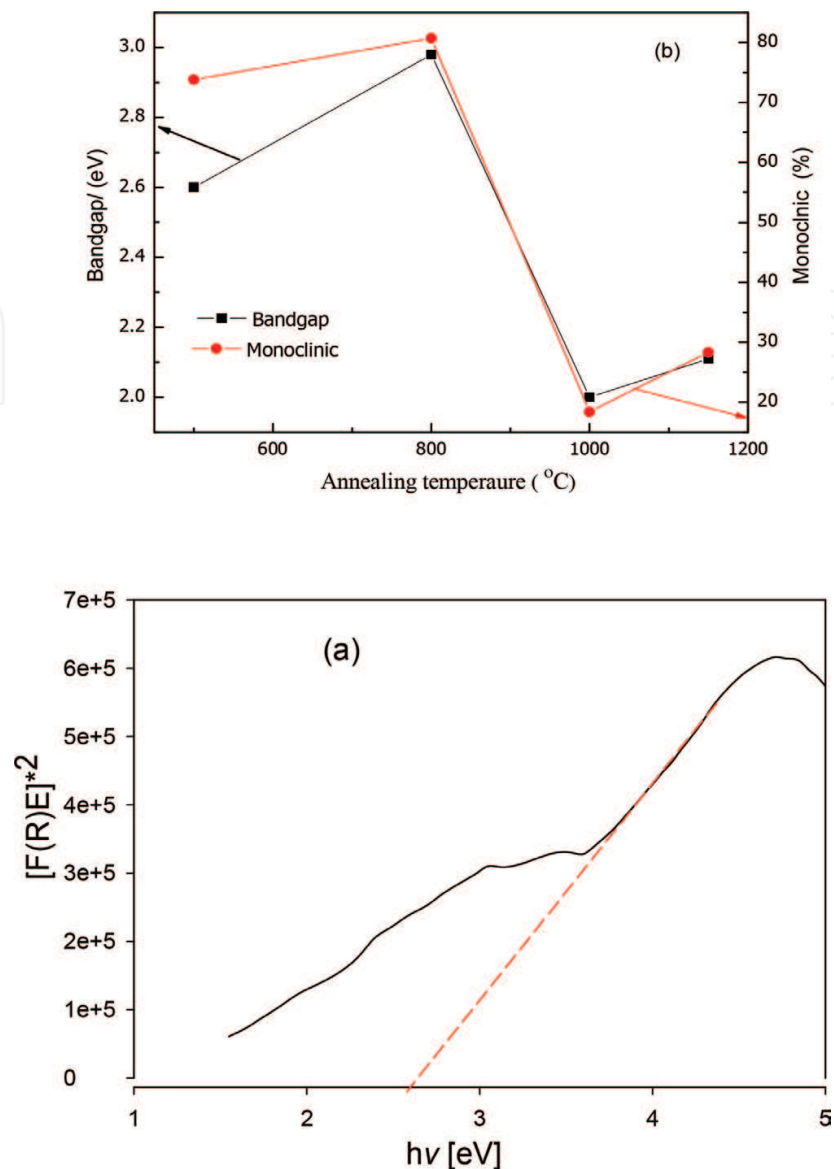 (b)
3.0
2.8
2.6
2.4
2.2
2.0
Bandgap/ (eV)
80
70
60
50
40
30
20
Monoclnic (%)
Bandgap
Monoclinic
600 800 1000 1200
Annealing temperaure ( °C)
(a)
7e+5
6e+5
5e+5
4e+5
3e+5
2e+5
1e+5
0
[F(R)E]*2
1 2 3 4 5
hν [eV]